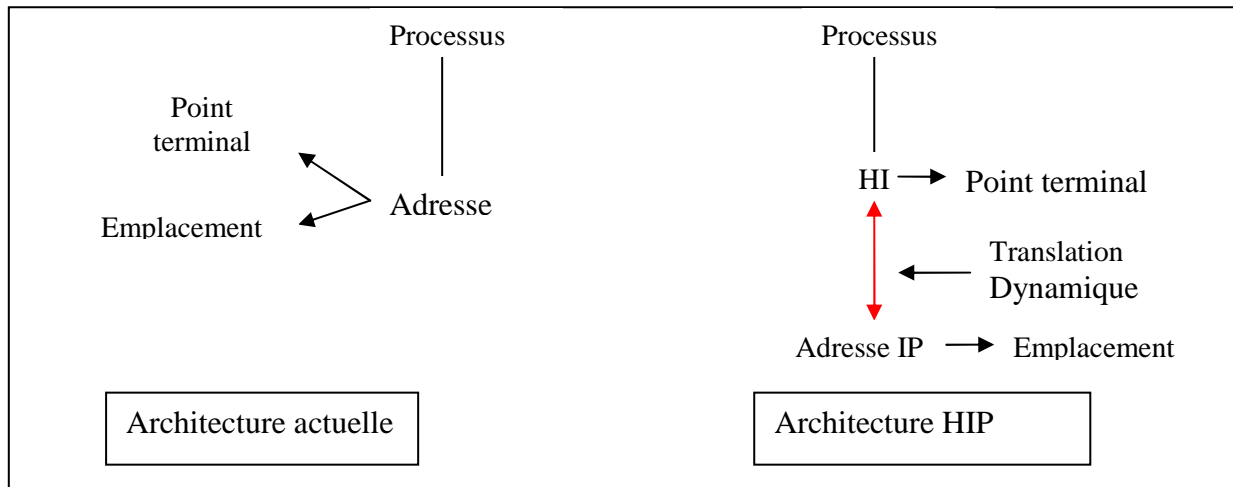 Processus
Point
terminal
Adresse
Emplacement
Architecture actuelle
Processus
HI
Point terminal
Translation
Dynamique
Adresse IP
Emplacement
Architecture HIP